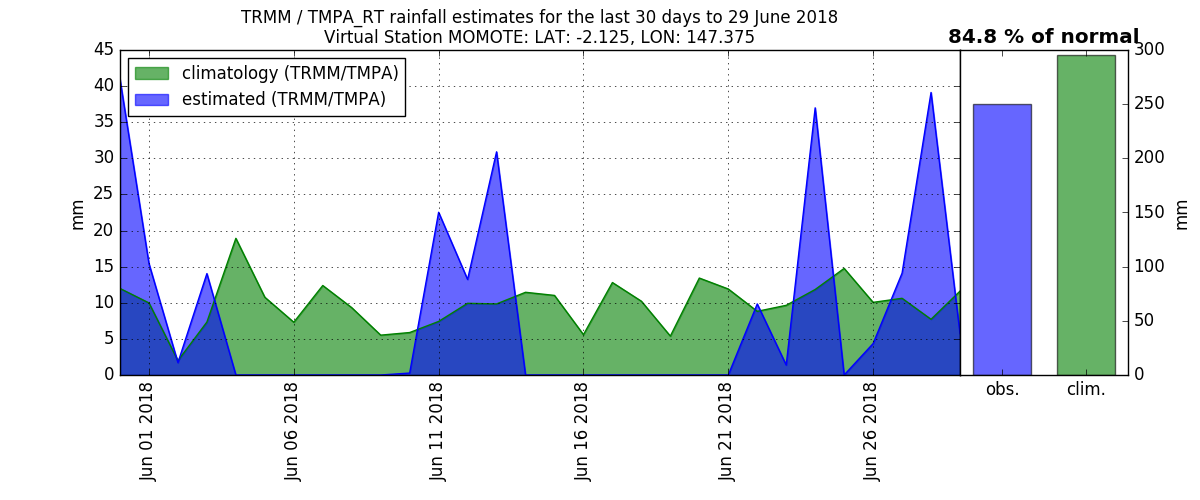 TRMM / TMPA_RT rainfall estimates for the last 30 days to 29 June 2018
Virtual Station MOMOTE: LAT: -2.125, LON: 147.375
84.8 % of normal
climatology (TRMM/TMPA)
estimated (TRMM/TMPA)
45
40
35
30
25
20
15
10
5
0
mm
Jun 01 2018
Jun 06 2018
Jun 11 2018
Jun 16 2018
Jun 21 2018
Jun 26 2018
obs.
clim.
300
250
200
150
100
50
0
mm